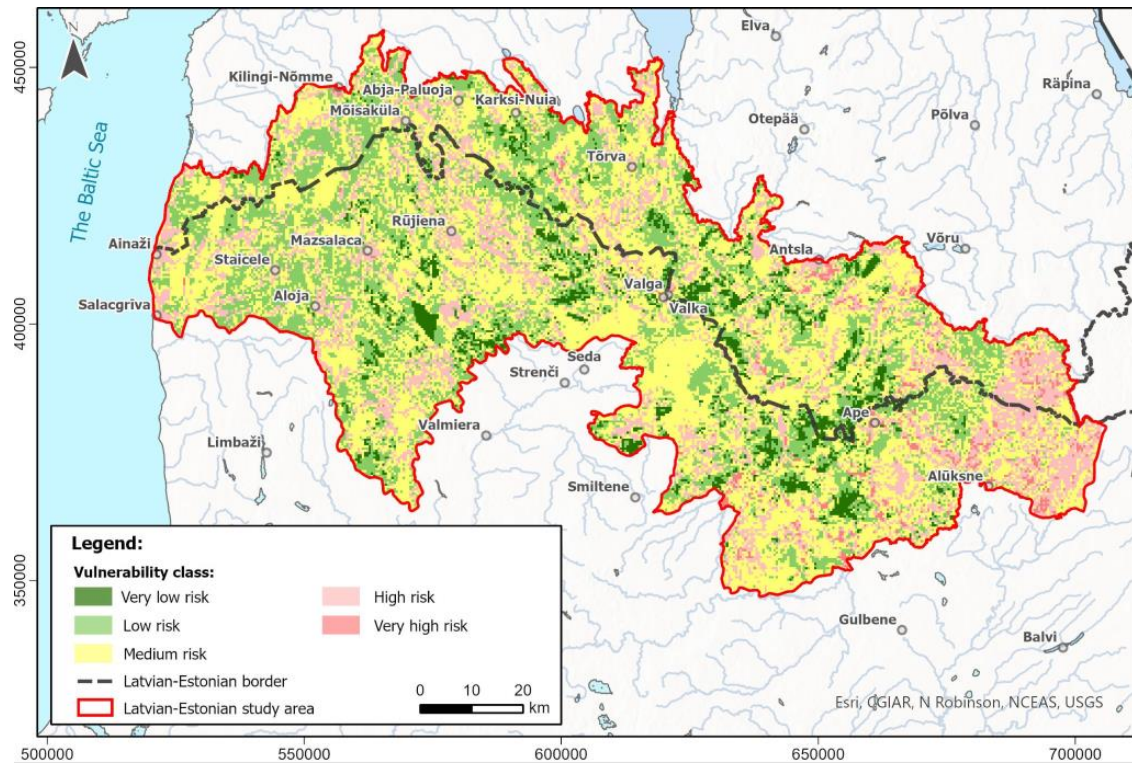 Elva
Räpina
450000
Kilingi-Nõmme
Abja-Paluoja
Karksi-Nuia
Mõisaküla
Otepää
Põlva
The Baltic Sea
Tõrva
Rūjiena
Ainaži
Mazsalaca
Antsla
Võru
Staicele
Salacgrīva
Aloja
Valga
Valka
400000
Seda
Strenči
Valmiera
Ape
Limbaži
Alūksne
Smiltene
350000
Legend:
Vulnerability class:
Very low risk
High risk
Low risk
Very high risk
Medium risk
Latvian-Estonian border
Latvian-Estonian study area
0 10 20
km
Gulbene
Balvi
Esri, CGIAR, N Robinson, NCEAS, USGS
500000 550000 600000 650000 700000